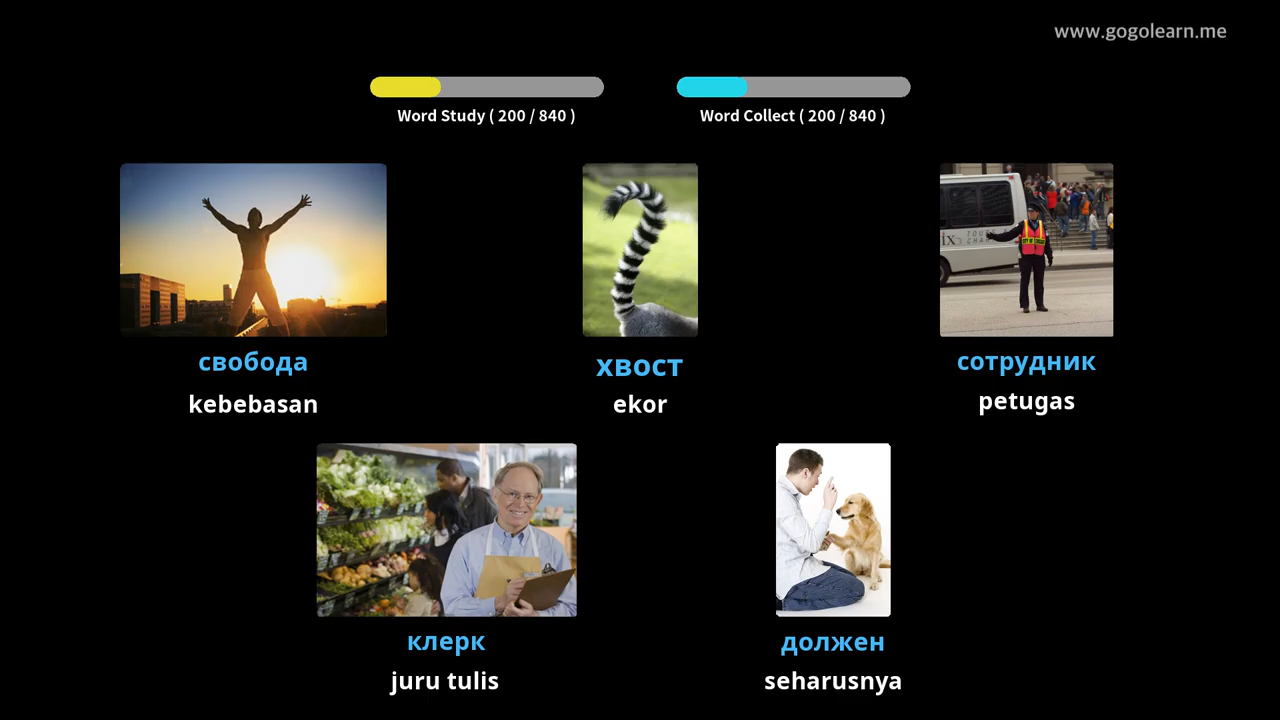 www.gogolearn.me
Word Study ( 200 / 840 )
Word Collect ( 200 / 840 )
свобода
kebebasan
хвост
ekor
сотрудник
petugas
клерк
juru tulis
должен
seharusnya